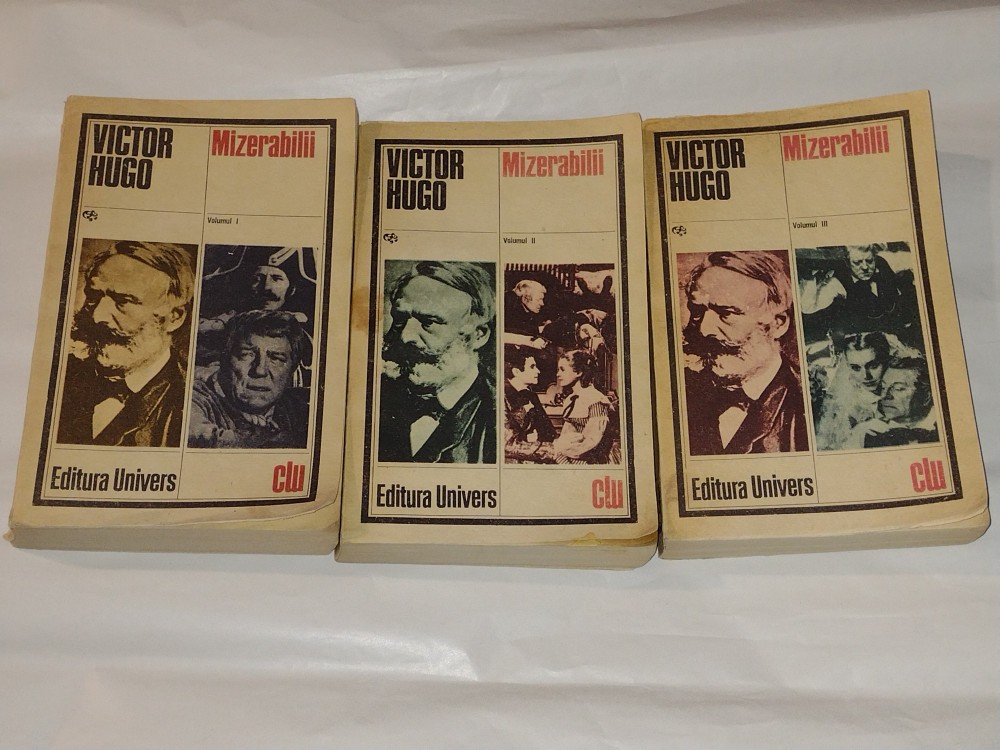 VICTOR
HUGO
Mizerabilii
Volumul I
Editura Univers
clu
VICTOR
HUGO
Mizerabilii
Volumul II
Editura Univers
clu
VICTOR
HUGO
Mizerabilii
Volumul III
Editura Univers
clu